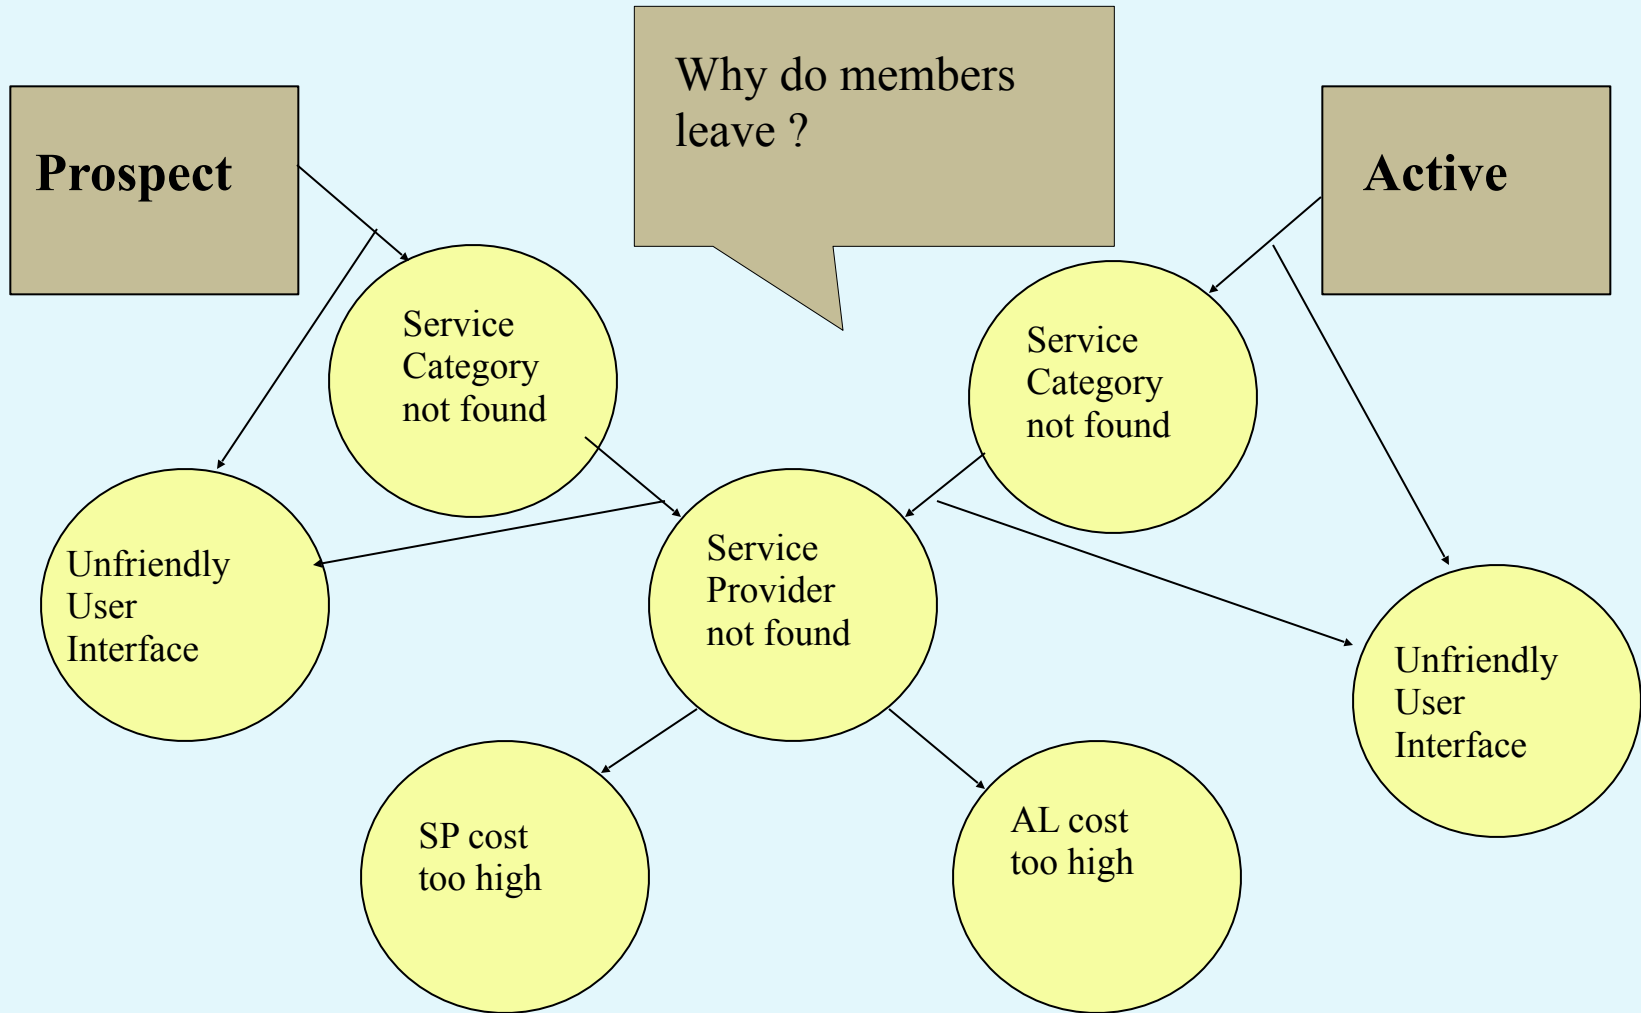 Why do members
leave ?
Prospect
Active
Service
Category
not found
Service
Category
not found
Unfriendly
User
Interface
Service
Provider
not found
Unfriendly
User
Interface
SP cost
too high
AL cost
too high